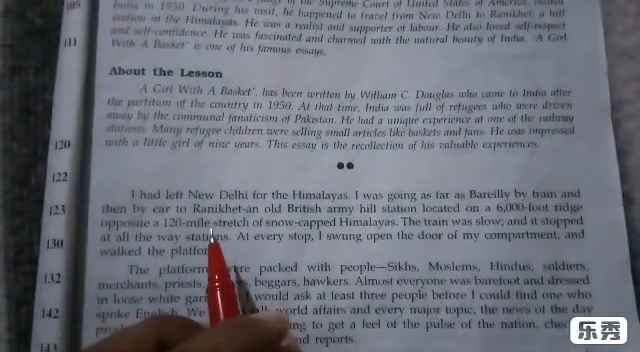 105
of the Supreme Court of United States of America, visited
India in 1950. During his visit, he happened to travel from New Delhi to Ranikhet, a hill
station in the Himalayas. He was a realist and supporter of labour. He also loved self-respect
and self-confidence. He was fascinated and charmed with the natural beauty of India. 'A Girl
With A Basket' is one of his famous essays.
111
About the Lesson
'A Girl With A Basket', has been written by William C. Douglas who came to India after
the partition of the country in 1950. At that time, India was full of refugees who were driven
away by the communal fanaticism of Pakistan. He had a unique experience at one of the railway
stations. Many refugee children were selling small articles like baskets and fans. He was impressed
with a little girl of nine years. This essay is the recollection of his valuable experiences.
120
122
I had left New Delhi for the Himalayas. I was going as far as Bareilly by train and
123
then by car to Ranikhet-an old British army hill station located on a 6,000-foot ridge
opposite a 120-mile stretch of snow-capped Himalayas. The train was slow; and it stopped
130
at all the way stations. At every stop, I swung open the door of my compartment, and
walked the platform
The platforms were packed with people—Sikhs, Moslems, Hindus, soldiers,
132
merchants, priests, beggars, hawkers. Almost everyone was barefoot and dressed
in loose white would ask at least three people before I could find one who
142
spoke English. We world affairs and every major topic, the news of the day
to get a feel of the pulse of the nation,
143
and reports
乐秀